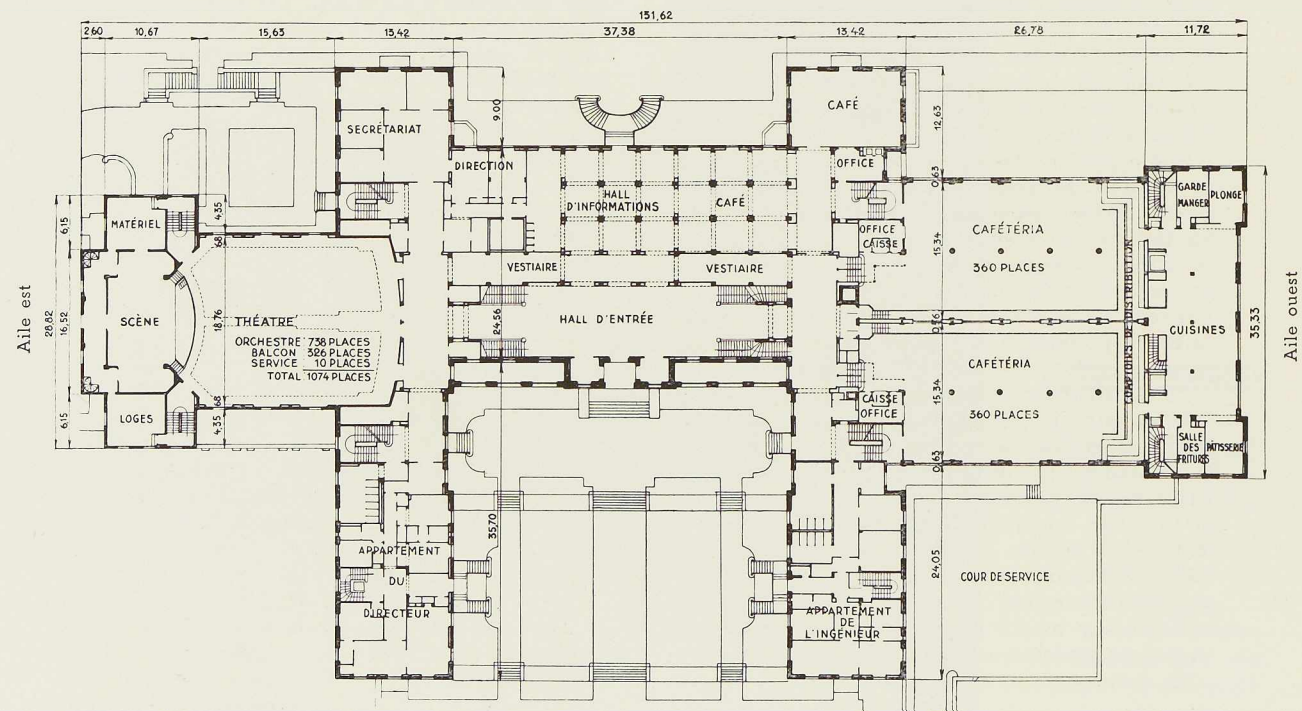 151,62
2,60 10,67 15,63 13,42 37,38 13,42 26,78 11,72
9.00
12,63
CAFÉ
SECRÉTARIAT
DIRECTION
OFFICE
0,63
HALL
D'INFORMATIONS
CAFÉ
GARDE
MANGER
PLONGE
MATÉRIEL
4,35
6,15
68
OFFICE
CAISSE
CAFÉTÉRIA
360 PLACES
15,34
VESTIAIRE
VESTIAIRE
COMPTOIRS DE DISTRIBUTION
Aile est
28,82
16,52
SCÈNE
18,76
THÉATRE
ORCHESTRE 738 PLACES
BALCON 326 PLACES
SERVICE 10 PLACES
TOTAL 1074 PLACES
24,56
HALL D'ENTRÉE
CUISINES
35,33
Aile ouest
CAFÉTÉRIA
360 PLACES
15,34
68
4,35
6,15
LOGES
CAISSE
OFFICE
0,63
SALLE
DES
FRITURES
PÂTISSERIE
35,70
24,05
APPARTEMENT
DU
DIRECTEUR
COUR DE SERVICE
APPARTEMENT
DE
L'INGÉNIEUR